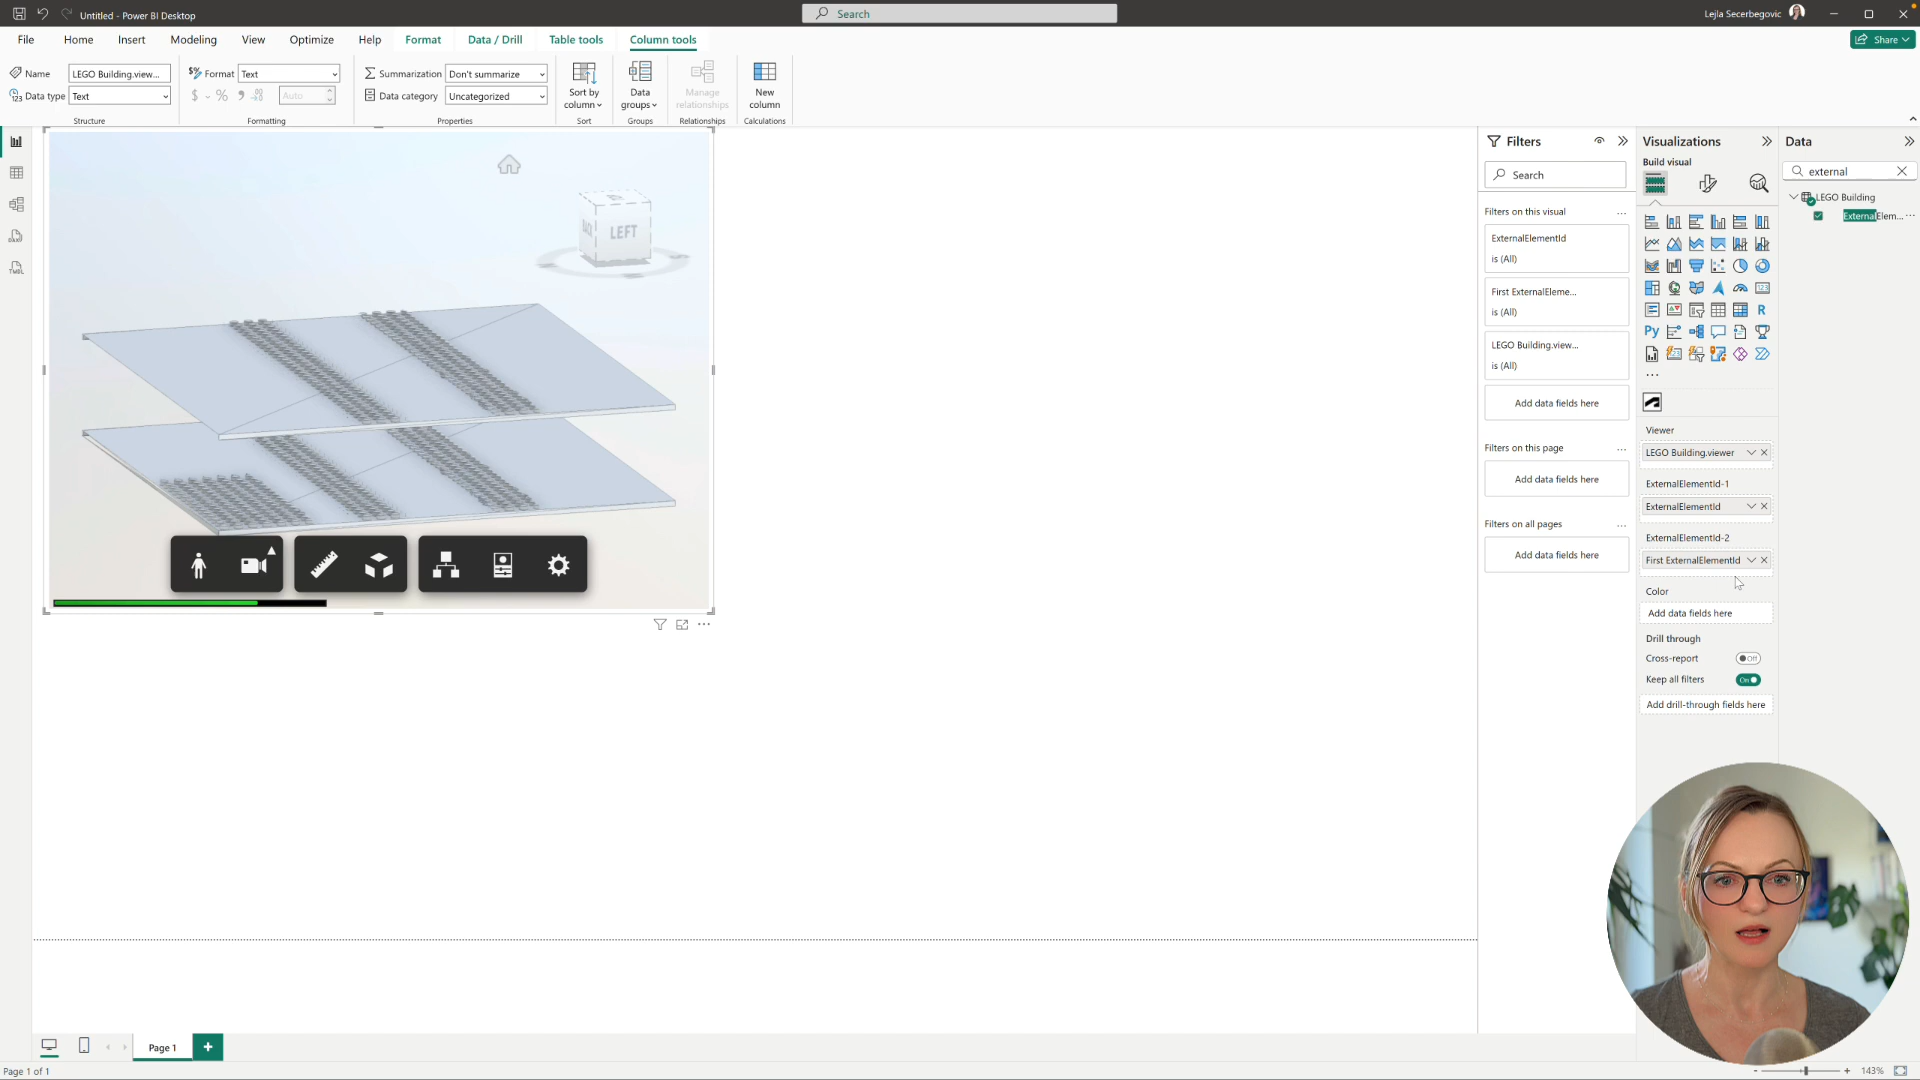 Untitled - Power BI Desktop
Search
Lejla Secerbegovic
File Home Insert Modeling View Optimize Help Format Data / Drill Table tools Column tools
Share
Name LEGO Building.view...
Data type Text
Structure
Format Text
$ % Auto
Formatting
Summarization Don't summarize
Data category Uncategorized
Properties
Sort by column
Sort
Data groups
Groups
Manage relationships
Relationships
New column
Calculations
LEFT
Filters
Search
Filters on this visual ...
ExternalElementId
is (All)
First ExternalEleme...
is (All)
LEGO Building.view...
is (All)
Add data fields here
Filters on this page ...
Add data fields here
Filters on all pages ...
Add data fields here
Visualizations
Build visual
123
R
Py
...
Viewer
LEGO Building.viewer
ExternalElementId-1
ExternalElementId
ExternalElementId-2
First ExternalElementId
Color
Add data fields here
Drill through
Cross-report Off
Keep all filters On
Add drill-through fields here
Data
external
LEGO Building
ExternalElem... ...
Page 1
Page 1 of 1
- + 143%